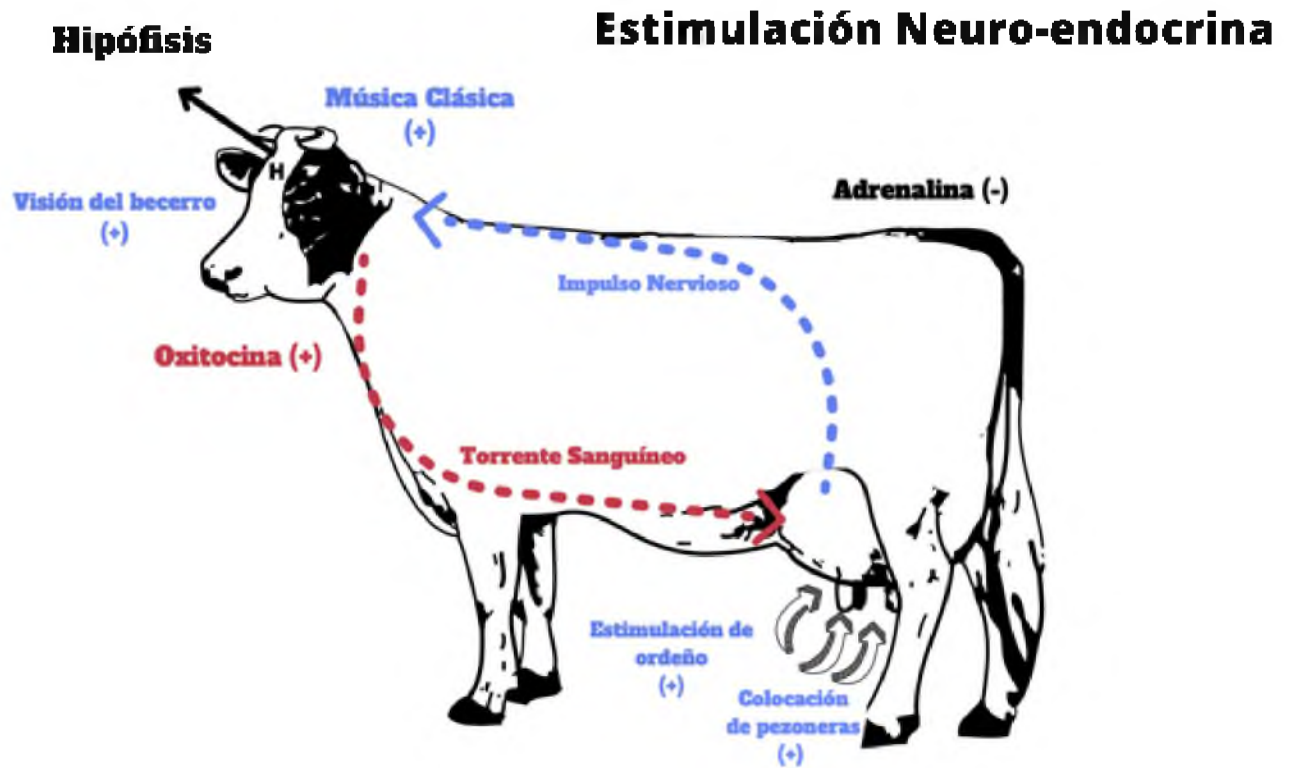 Estimulación Neuro-endocrina
Hipófisis
Música Clásica
(+)
H
Visión del becerro
(+)
Adrenalina (-)
Impulso Nervioso
Oxitocina (+)
Torrente Sanguíneo
Estimulación de
ordeño
(+)
Colocación
de pezoneras
(+)